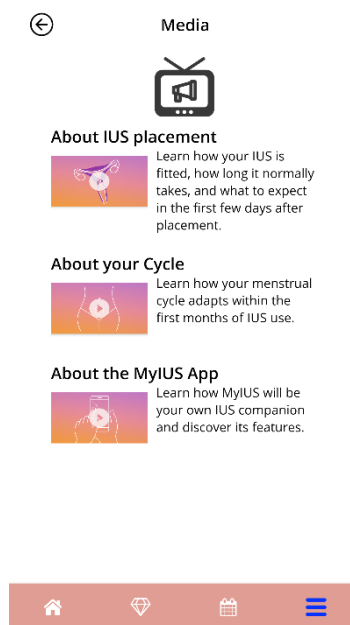 Media
About IUS placement
Learn how your IUS is
fitted, how long it normally
takes, and what to expect
in the first few days after
placement.
About your Cycle
Learn how your menstrual
cycle adapts within the
first months of IUS use.
About the MyIUS App
Learn how MyIUS will be
your own IUS companion
and discover its features.